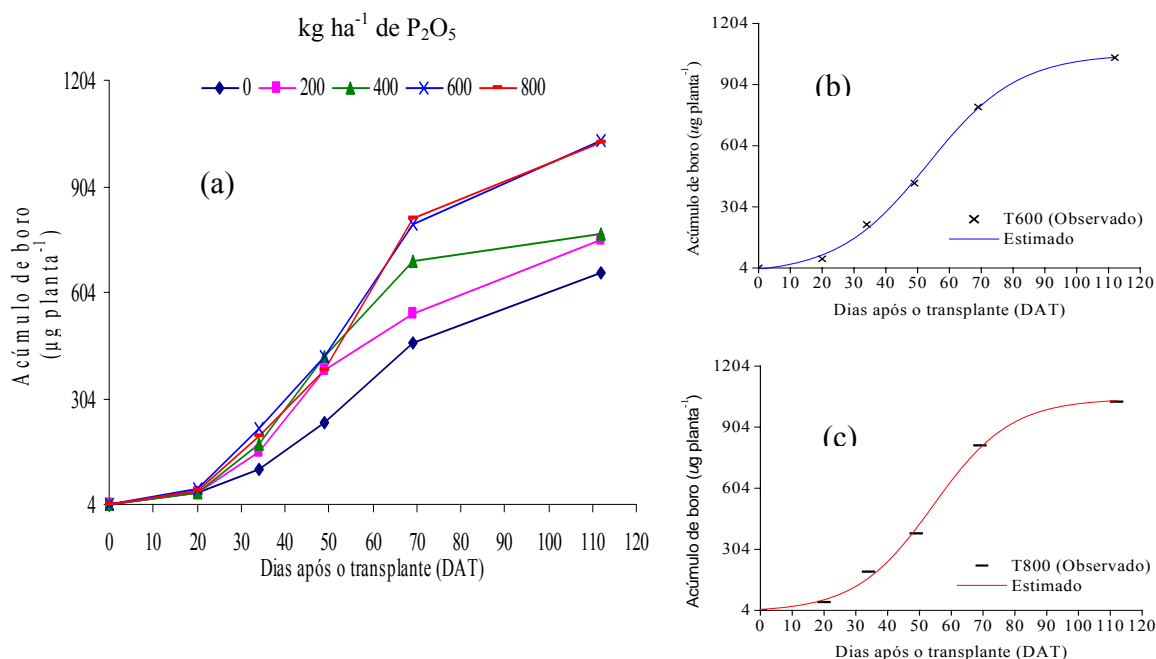 kg ha⁻¹ de P₂O₅
0 200 400 600 800
1204
904
604
304
4
Acúmulo de boro
(µg planta⁻¹)
(a)
0 10 20 30 40 50 60 70 80 90 100 110 120
Dias após o transplante (DAT)
1204
904
604
304
4
Acúmulo de boro (ug planta⁻¹)
(b)
T600 (Observado)
Estimado
0 10 20 30 40 50 60 70 80 90 100 110 120
Dias após o transplante (DAT)
1204
904
604
304
4
Acúmulo de boro (ug planta⁻¹)
(c)
T800 (Observado)
Estimado
0 10 20 30 40 50 60 70 80 90 100 110 120
Dias após o transplante (DAT)